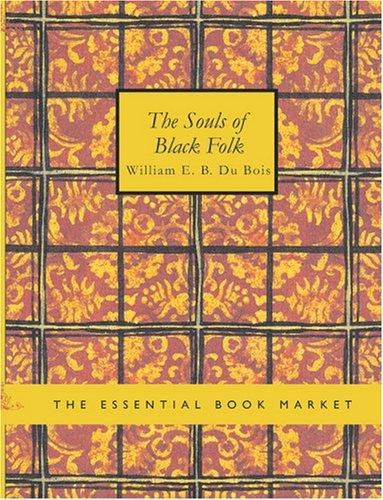 The Souls of
Black Folk
William E. B. Du Bois
THE ESSENTIAL BOOK MARKET